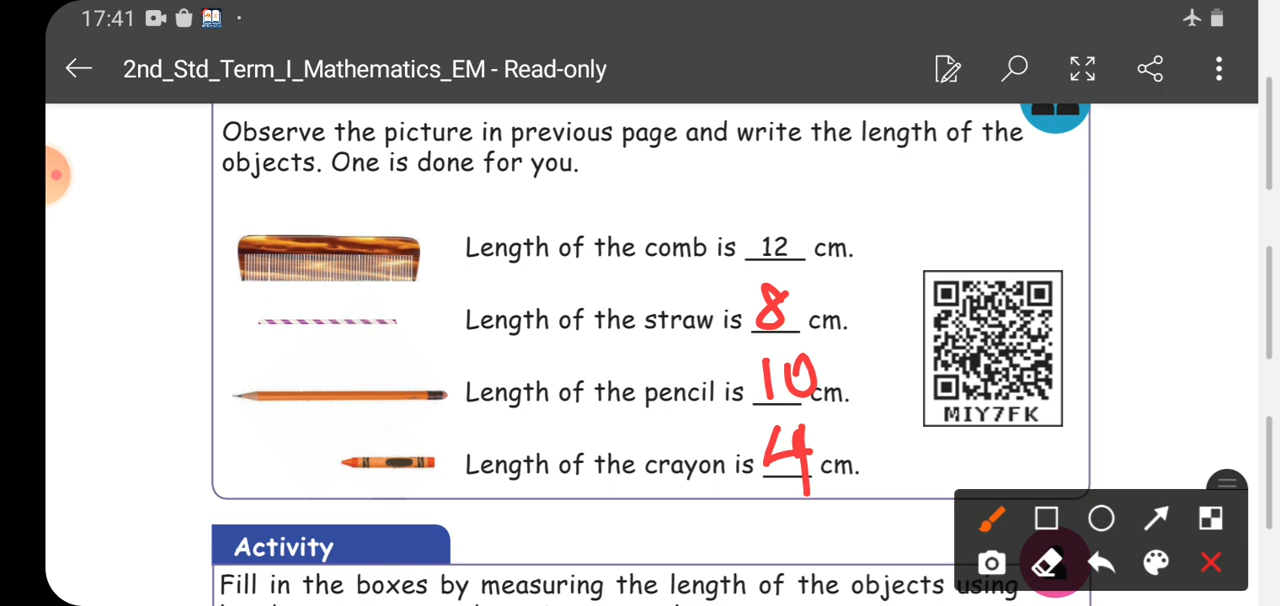 17:41
2nd_Std_Term_I_Mathematics_EM - Read-only
Observe the picture in previous page and write the length of the
objects. One is done for you.
Length of the comb is 12 cm.
Length of the straw is 8 cm.
Length of the pencil is 10 cm.
Length of the crayon is 4 cm.
MIY7FK
Activity
Fill in the boxes by measuring the length of the objects using